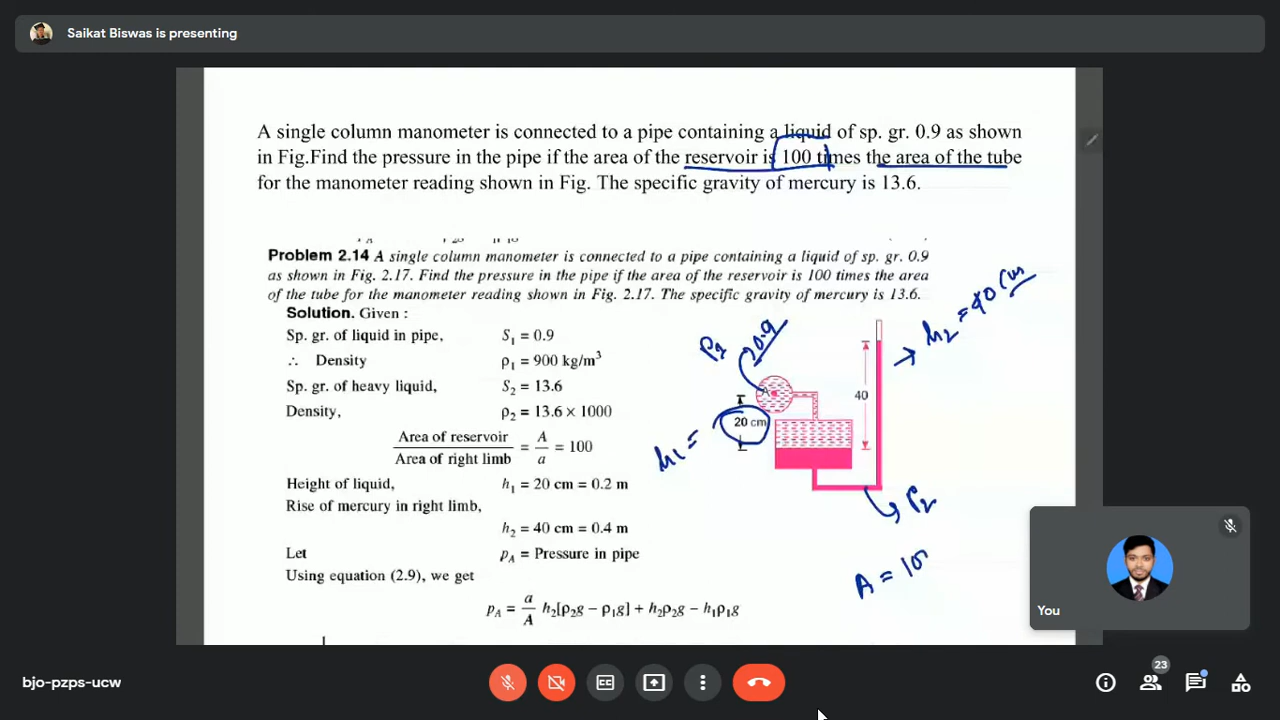 Saikat Biswas is presenting
A single column manometer is connected to a pipe containing a liquid of sp. gr. 0.9 as shown
in Fig.Find the pressure in the pipe if the area of the reservoir is 100 times the area of the tube
for the manometer reading shown in Fig. The specific gravity of mercury is 13.6.
Problem 2.14 A single column manometer is connected to a pipe containing a liquid of sp. gr. 0.9
as shown in Fig. 2.17. Find the pressure in the pipe if the area of the reservoir is 100 times the area
of the tube for the manometer reading shown in Fig. 2.17. The specific gravity of mercury is 13.6.
Solution. Given :
Sp. gr. of liquid in pipe, S₁ = 0.9
∴ Density ρ₁ = 900 kg/m³
Sp. gr. of heavy liquid, S₂ = 13.6
Density, ρ₂ = 13.6 × 1000
Area of reservoir / Area of right limb = A/a = 100
Height of liquid, h₁ = 20 cm = 0.2 m
Rise of mercury in right limb,
h₂ = 40 cm = 0.4 m
Let p_A = Pressure in pipe
Using equation (2.9), we get
p_A = a/A h₂[ρ₂g – ρ₁g] + h₂ρ₂g – h₁ρ₁g
h₂ = 40 cm
0.9
A
40
20 cm
h₁ =
ρ₂
A = 10
You
bjo-pzps-ucw
23